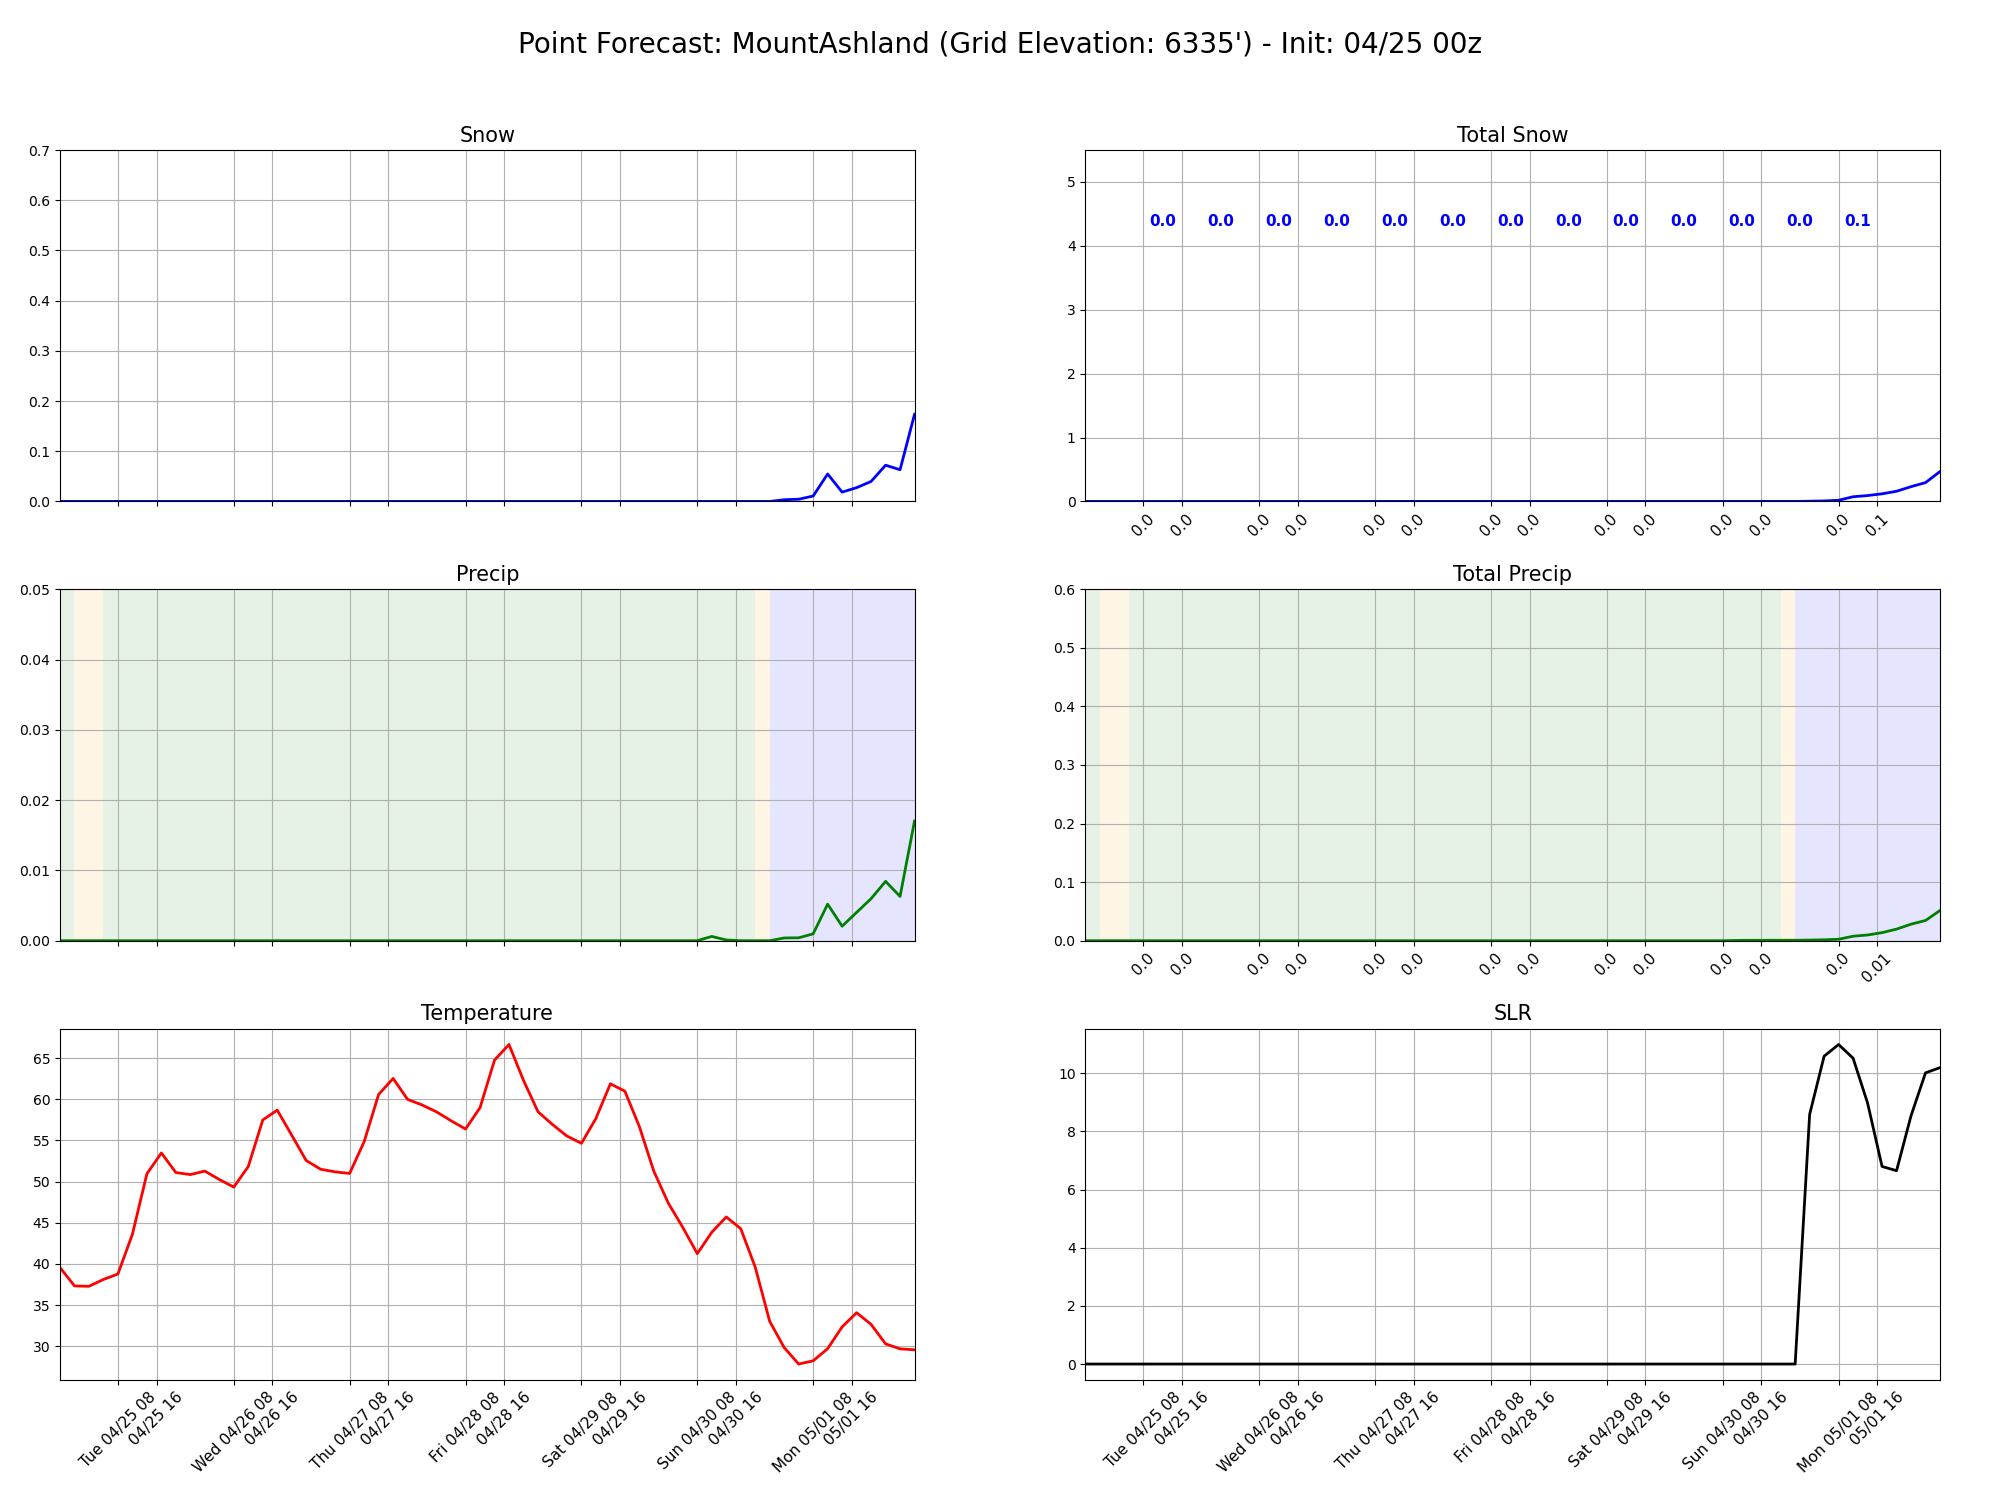 Point Forecast: MountAshland (Grid Elevation: 6335') - Init: 04/25 00z
Snow
0.7
0.6
0.5
0.4
0.3
0.2
0.1
0.0
Total Snow
5
4
3
2
1
0
0.0 0.0 0.0 0.0 0.0 0.0 0.0 0.0 0.0 0.0 0.0 0.0 0.1
0.0 0.0 0.0 0.0 0.0 0.0 0.0 0.0 0.0 0.0 0.0 0.0 0.0 0.1
Precip
0.05
0.04
0.03
0.02
0.01
0.00
Total Precip
0.6
0.5
0.4
0.3
0.2
0.1
0.0
0.0 0.0 0.0 0.0 0.0 0.0 0.0 0.0 0.0 0.0 0.0 0.0 0.0 0.01
Temperature
65
60
55
50
45
40
35
30
Tue 04/25 08
04/25 16
Wed 04/26 08
04/26 16
Thu 04/27 08
04/27 16
Fri 04/28 08
04/28 16
Sat 04/29 08
04/29 16
Sun 04/30 08
04/30 16
Mon 05/01 08
05/01 16
SLR
10
8
6
4
2
0
Tue 04/25 08
04/25 16
Wed 04/26 08
04/26 16
Thu 04/27 08
04/27 16
Fri 04/28 08
04/28 16
Sat 04/29 08
04/29 16
Sun 04/30 08
04/30 16
Mon 05/01 08
05/01 16